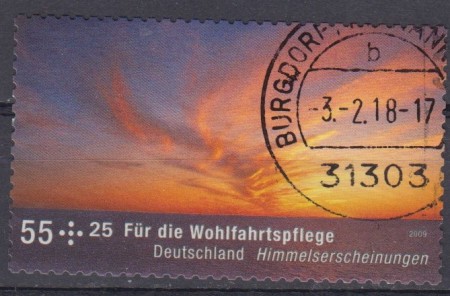 BURGDORF
b
-3.-2.18-17
31303
55+25 Für die Wohlfahrtspflege
2009
Deutschland Himmelserscheinungen